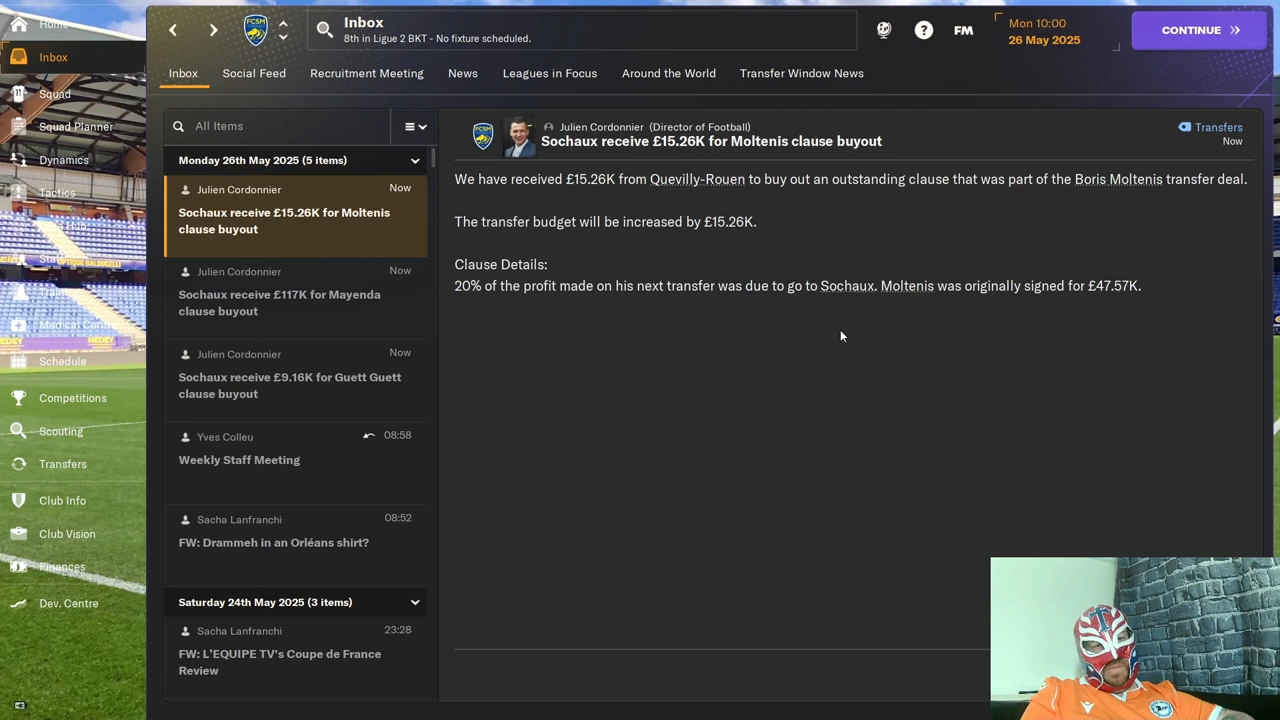 Home
Inbox
Squad
Squad Planner
Dynamics
Tactics
Medical Centre
Schedule
Competitions
Scouting
Transfers
Club Info
Club Vision
Finances
Dev. Centre
FCSM
Inbox
8th in Ligue 2 BKT - No fixture scheduled.
?
FM
Mon 10:00
26 May 2025
CONTINUE
Inbox
Social Feed
Recruitment Meeting
News
Leagues in Focus
Around the World
Transfer Window News
All Items
Monday 26th May 2025 (5 items)
Julien Cordonnier
Now
Sochaux receive £15.26K for Moltenis
clause buyout
Julien Cordonnier
Now
Sochaux receive £117K for Mayenda
clause buyout
Julien Cordonnier
Now
Sochaux receive £9.16K for Guett Guett
clause buyout
Yves Colleu
08:58
Weekly Staff Meeting
Sacha Lanfranchi
08:52
FW: Drammeh in an Orléans shirt?
Saturday 24th May 2025 (3 items)
Sacha Lanfranchi
23:28
FW: L'EQUIPE TV's Coupe de France
Review
FCSM
Julien Cordonnier (Director of Football)
Sochaux receive £15.26K for Moltenis clause buyout
Transfers
Now
We have received £15.26K from Quevilly-Rouen to buy out an outstanding clause that was part of the Boris Moltenis transfer deal.
The transfer budget will be increased by £15.26K.
Clause Details:
20% of the profit made on his next transfer was due to go to Sochaux. Moltenis was originally signed for £47.57K.